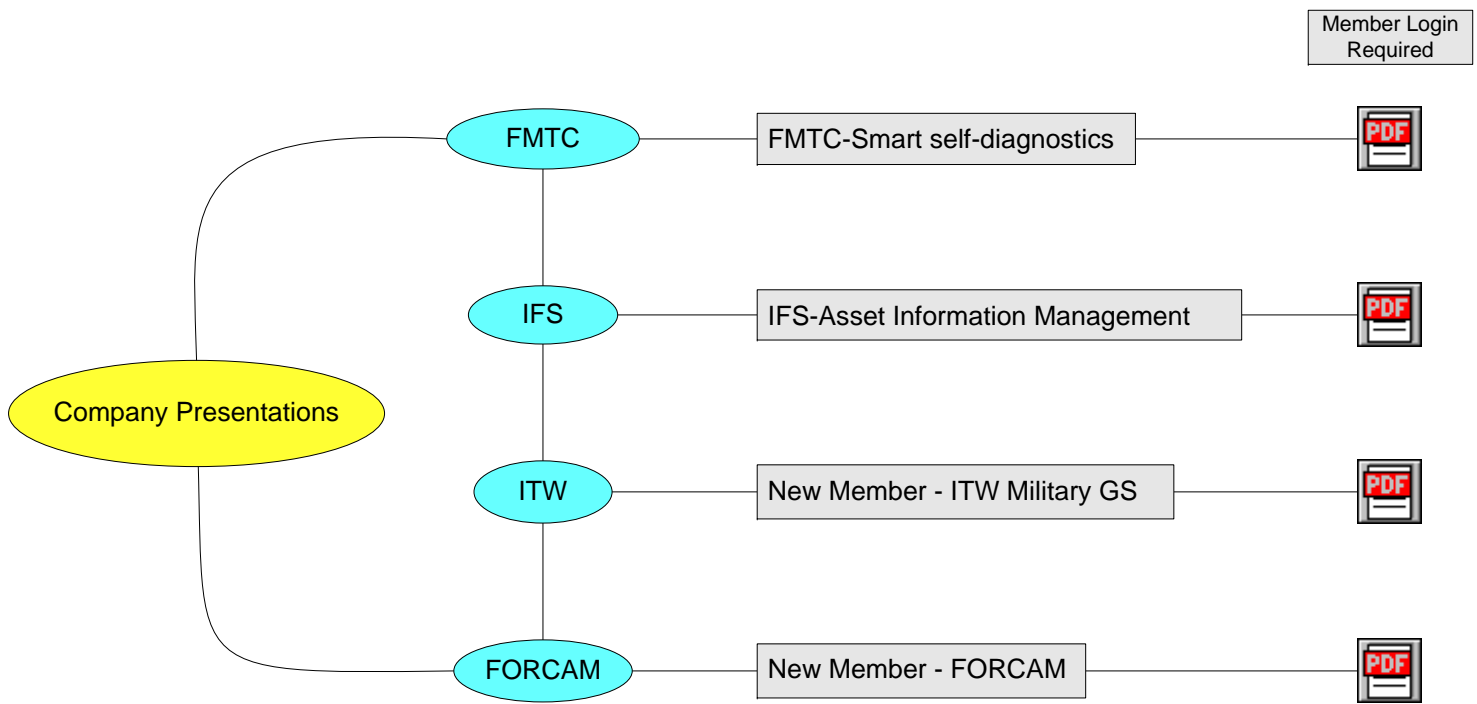 Member Login
Required
FMTC
FMTC-Smart self-diagnostics
PDF
IFS
IFS-Asset Information Management
PDF
Company Presentations
ITW
New Member - ITW Military GS
PDF
FORCAM
New Member - FORCAM
PDF